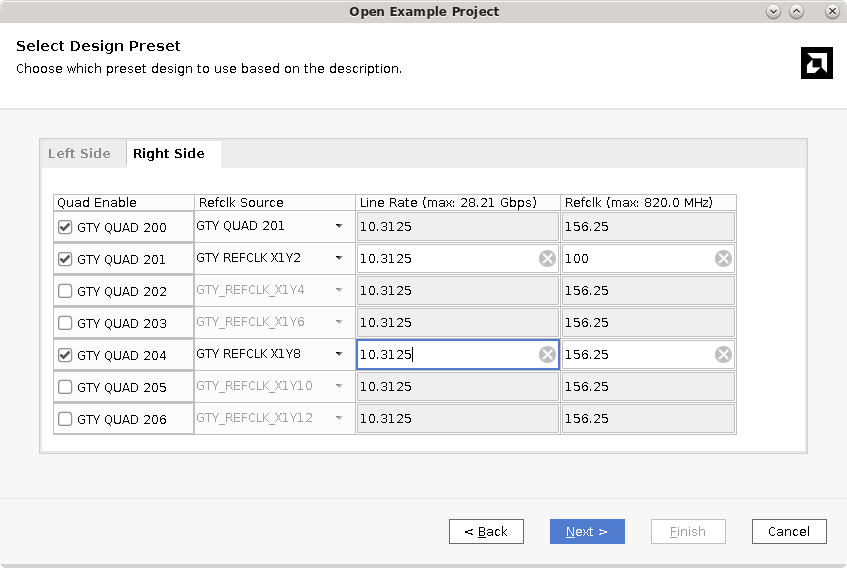 Open Example Project
Select Design Preset
Choose which preset design to use based on the description.
Left Side Right Side
Quad Enable Refclk Source Line Rate (max: 28.21 Gbps) Refclk (max: 820.0 MHz)
GTY QUAD 200 GTY QUAD 201 10.3125 156.25
GTY QUAD 201 GTY REFCLK X1Y2 10.3125 100
GTY QUAD 202 GTY_REFCLK_X1Y4 10.3125 156.25
GTY QUAD 203 GTY_REFCLK_X1Y6 10.3125 156.25
GTY QUAD 204 GTY REFCLK X1Y8 10.3125 156.25
GTY QUAD 205 GTY_REFCLK_X1Y10 10.3125 156.25
GTY QUAD 206 GTY_REFCLK_X1Y12 10.3125 156.25
< Back Next > Finish Cancel